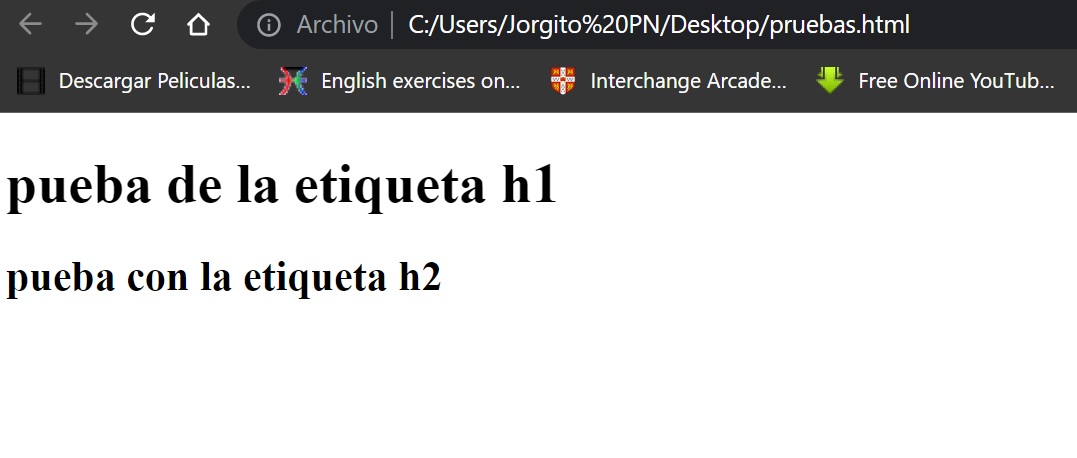 Archivo | C:/Users/Jorgito%20PN/Desktop/pruebas.html
Descargar Peliculas... English exercises on... Interchange Arcade... Free Online YouTub...
pueba de la etiqueta h1
pueba con la etiqueta h2